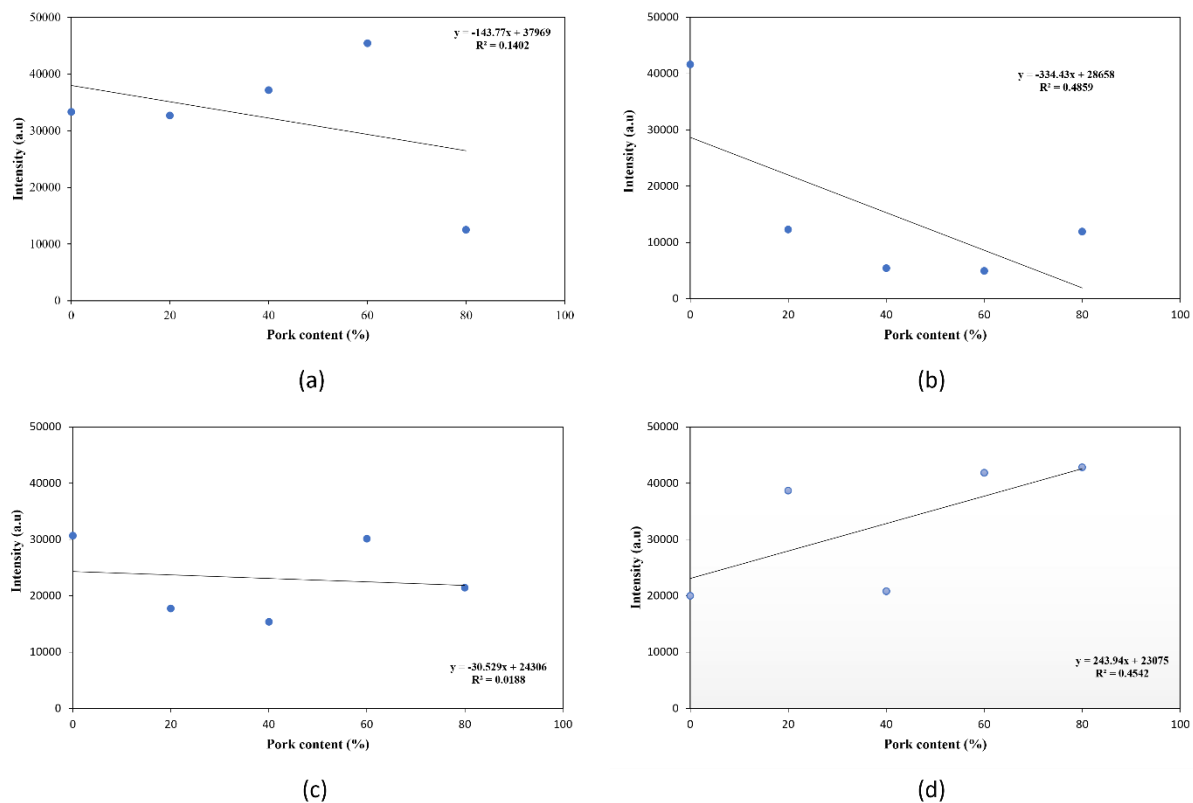 50000
40000
30000
20000
10000
0
Intensity (a.u)
y = -143.77x + 37969
R² = 0.1402
0 20 40 60 80 100
Pork content (%)
(a)
50000
40000
30000
20000
10000
0
Intensity (a.u)
y = -334.43x + 28658
R² = 0.4859
0 20 40 60 80 100
Pork content (%)
(b)
50000
40000
30000
20000
10000
0
Intensity (a.u)
y = -30.529x + 24306
R² = 0.0188
0 20 40 60 80 100
Pork content (%)
(c)
50000
40000
30000
20000
10000
0
Intensity (a.u)
y = 243.94x + 23075
R² = 0.4542
0 20 40 60 80 100
Pork content (%)
(d)